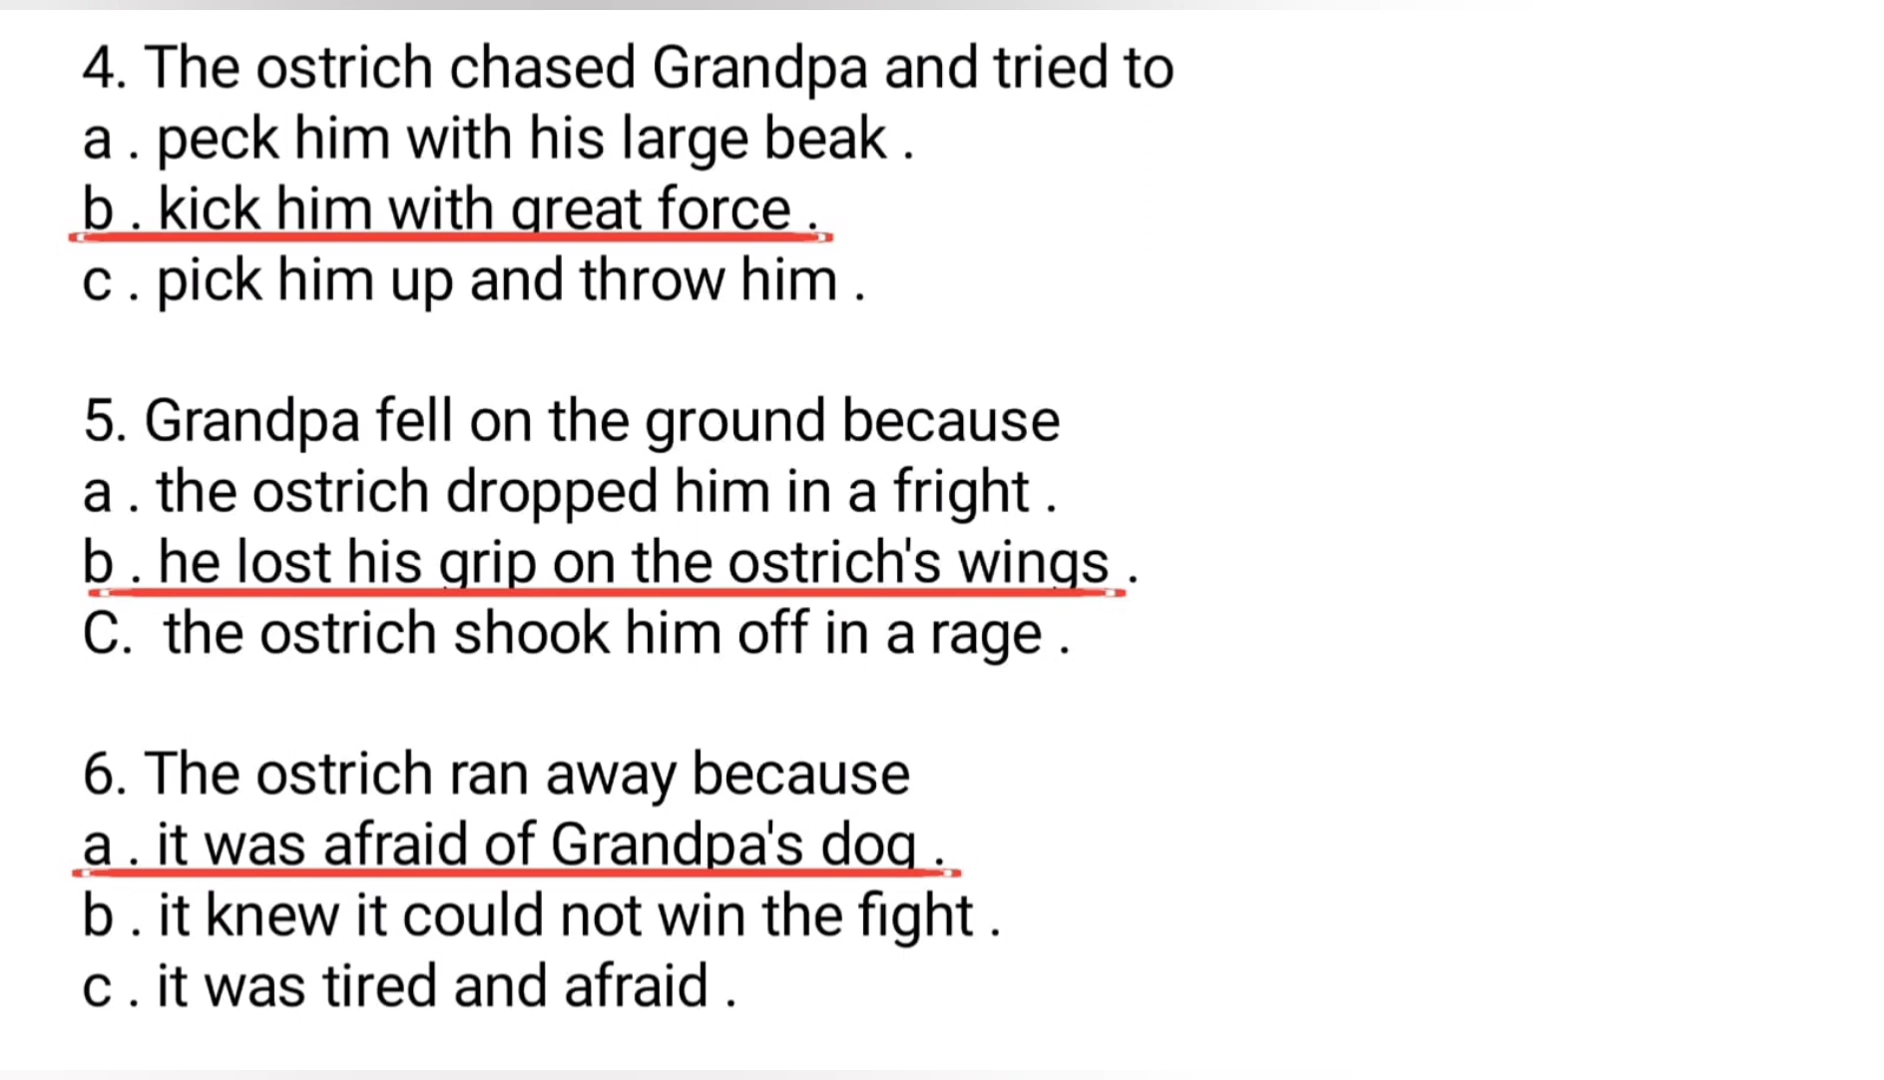 4. The ostrich chased Grandpa and tried to
a . peck him with his large beak .
b . kick him with great force .
c . pick him up and throw him .
5. Grandpa fell on the ground because
a . the ostrich dropped him in a fright .
b . he lost his grip on the ostrich's wings .
C.  the ostrich shook him off in a rage .
6. The ostrich ran away because
a . it was afraid of Grandpa's dog .
b . it knew it could not win the fight .
c . it was tired and afraid .